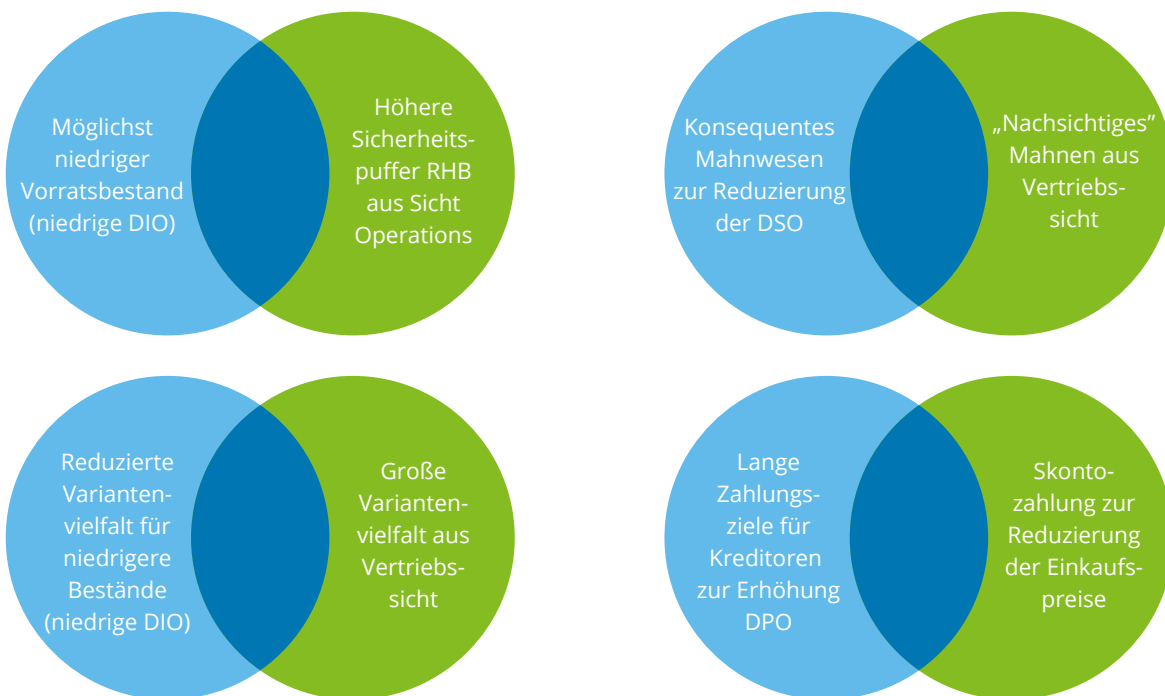 Möglichst
niedriger
Vorratsbestand
(niedrige DIO)
Höhere
Sicherheits-
puffer RHB
aus Sicht
Operations
Konsequentes
Mahnwesen
zur Reduzierung
der DSO
„Nachsichtiges”
Mahnen aus
Vertriebs-
sicht
Reduzierte
Varianten-
vielfalt für
niedrigere
Bestände
(niedrige DIO)
Große
Varianten-
vielfalt aus
Vertriebs-
sicht
Lange
Zahlungs-
ziele für
Kreditoren
zur Erhöhung
DPO
Skonto-
zahlung zur
Reduzierung
der Einkaufs-
preise